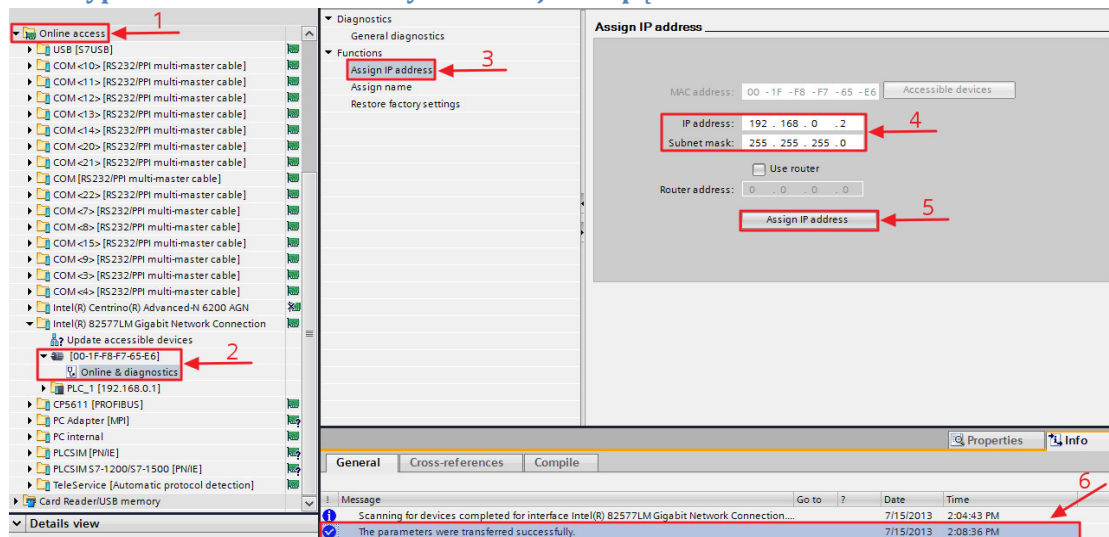 1
Online access
USB [S7USB]
COM <10> [RS232/PPI multi-master cable]
COM <11> [RS232/PPI multi-master cable]
COM <12> [RS232/PPI multi-master cable]
COM <13> [RS232/PPI multi-master cable]
COM <14> [RS232/PPI multi-master cable]
COM <20> [RS232/PPI multi-master cable]
COM <21> [RS232/PPI multi-master cable]
COM [RS232/PPI multi-master cable]
COM <22> [RS232/PPI multi-master cable]
COM <7> [RS232/PPI multi-master cable]
COM <8> [RS232/PPI multi-master cable]
COM <15> [RS232/PPI multi-master cable]
COM <9> [RS232/PPI multi-master cable]
COM <3> [RS232/PPI multi-master cable]
COM <4> [RS232/PPI multi-master cable]
Intel(R) Centrino(R) Advanced-N 6200 AGN
Intel(R) 82577LM Gigabit Network Connection
Update accessible devices
[00-1F-F8-F7-65-E6]
2
Online & diagnostics
PLC_1 [192.168.0.1]
CP5611 [PROFIBUS]
PC Adapter [MPI]
PC internal
PLCSIM [PN/IE]
PLCSIM S7-1200/S7-1500 [PN/IE]
TeleService [Automatic protocol detection]
Card Reader/USB memory
Details view
Diagnostics
General diagnostics
Functions
Assign IP address
3
Assign name
Restore factory settings
Assign IP address
MAC address: 00 -1F -F8 -F7 -65 -E6 Accessible devices
IP address: 192 . 168 . 0 .2
4
Subnet mask: 255 . 255 . 255 .0
Use router
Router address: 0 .0 .0 .0
Assign IP address
5
Properties Info
General Cross-references Compile
6
! Message Go to ? Date Time
Scanning for devices completed for interface Intel(R) 82577LM Gigabit Network Connection.... 7/15/2013 2:04:43 PM
The parameters were transferred successfully. 7/15/2013 2:08:36 PM